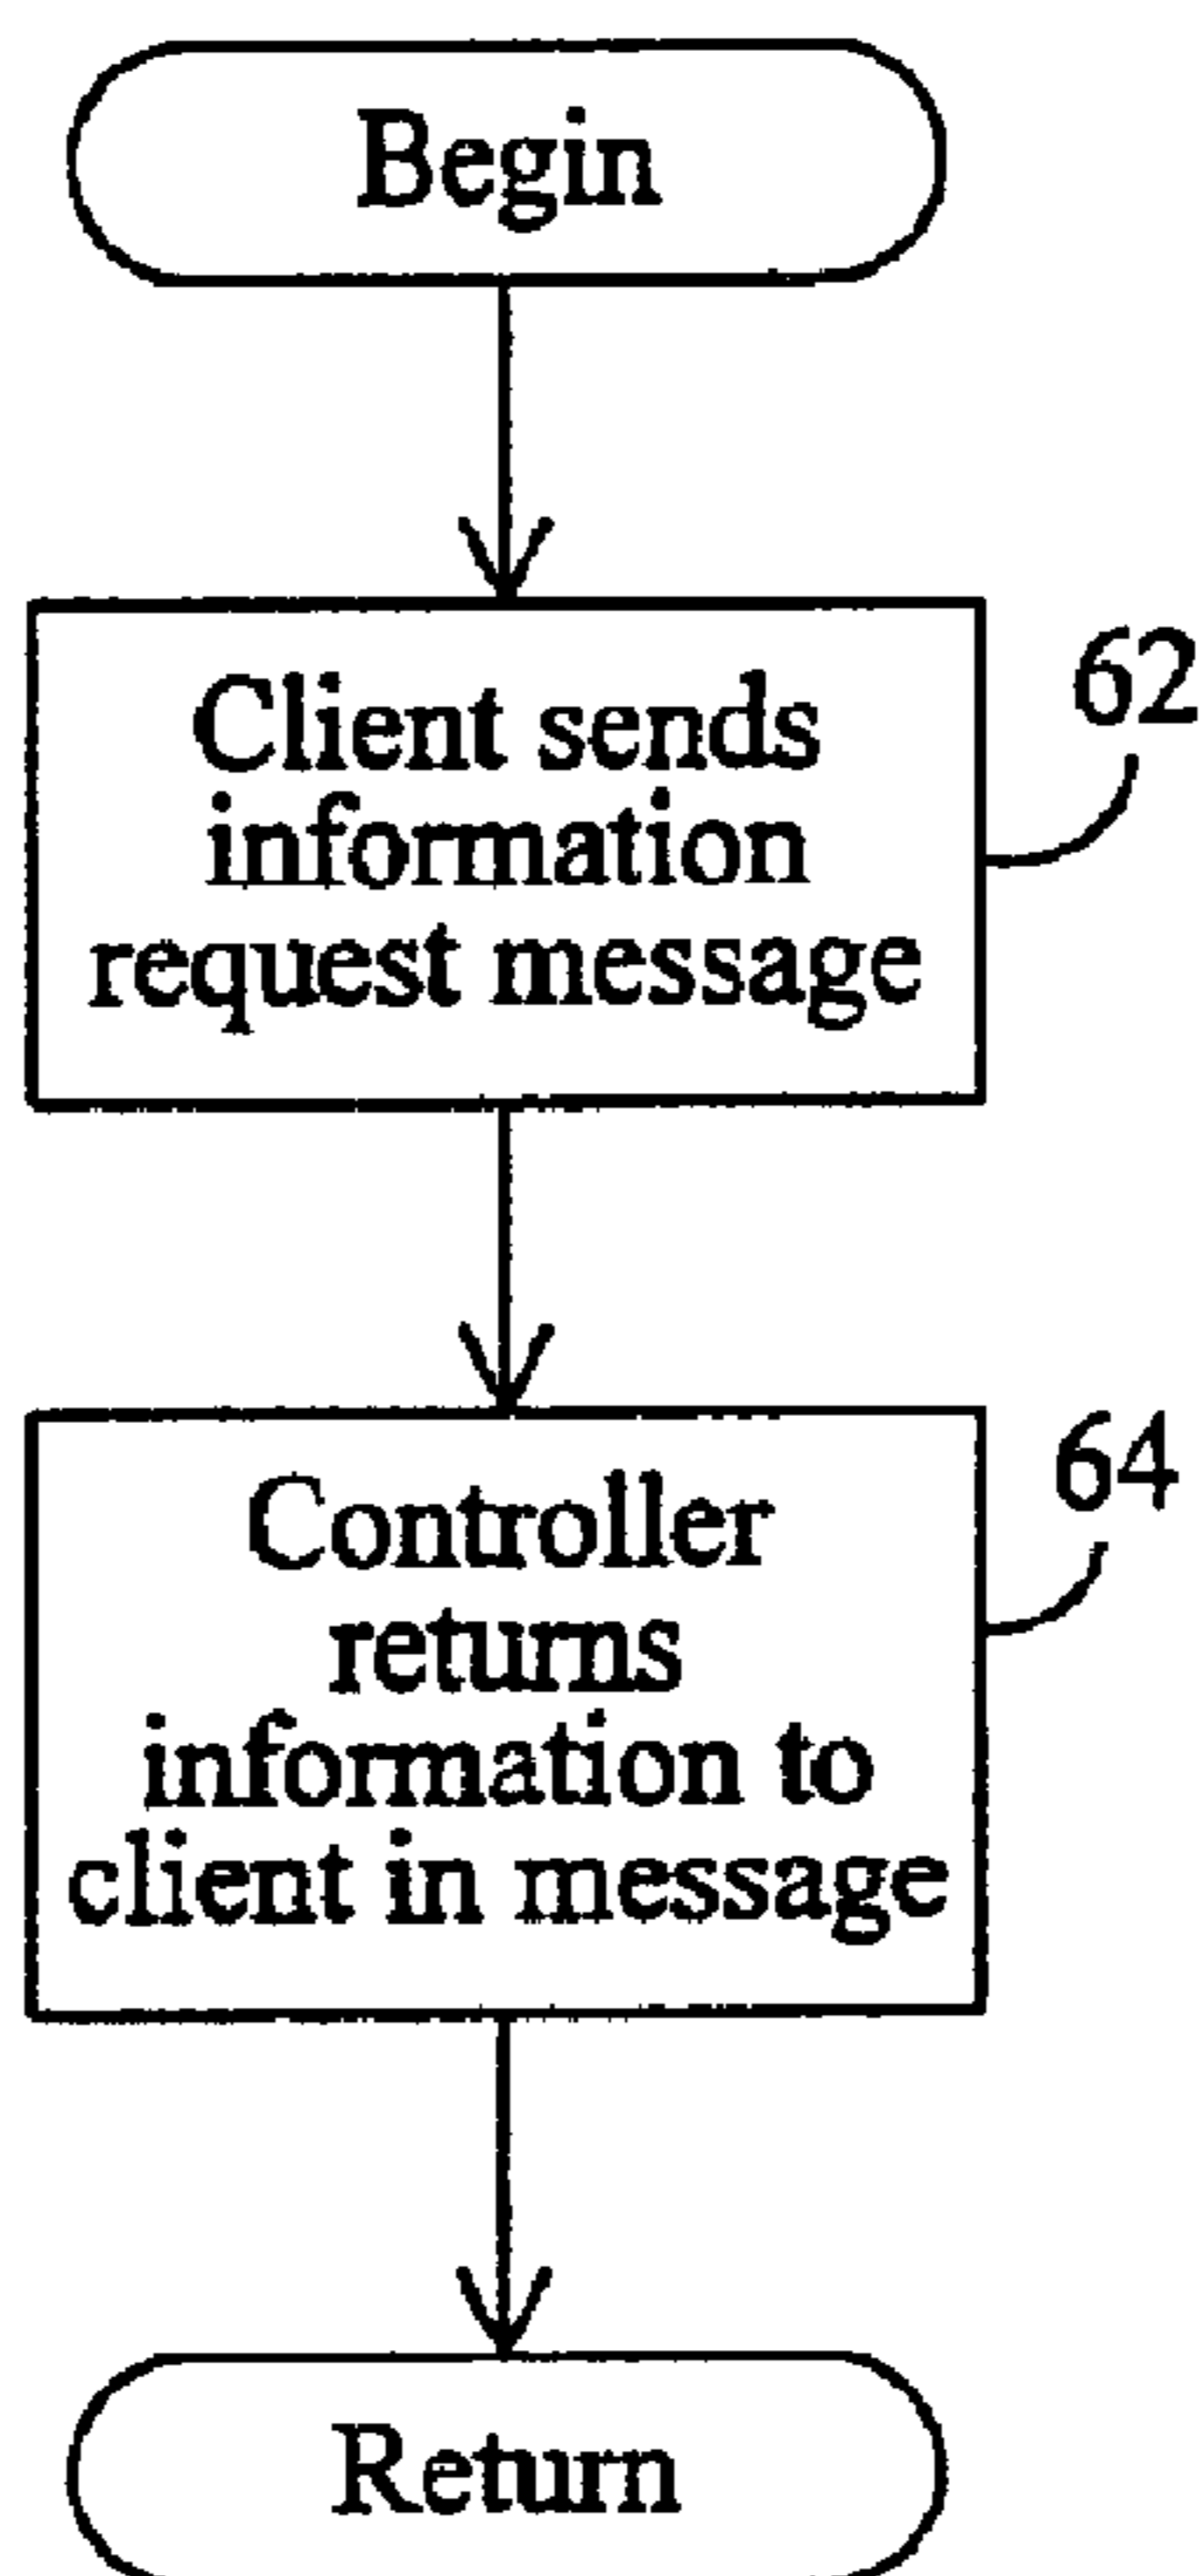 Begin
Client sends
information
request message
62
Controller
returns
information to
client in message
64
Return